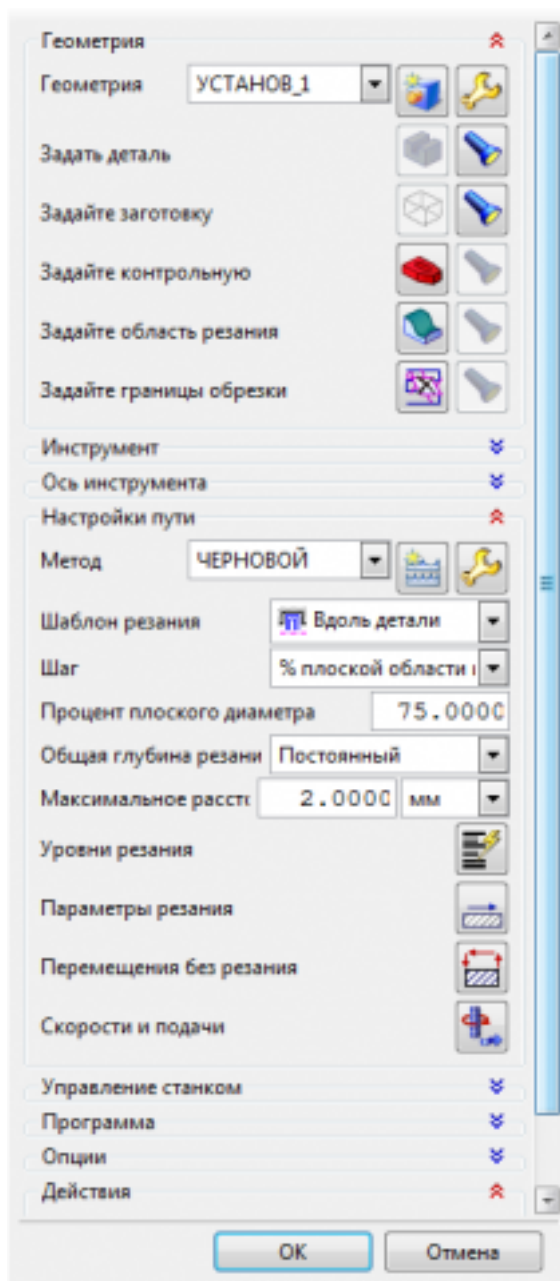 Геометрия
Геометрия УСТАНОВ_1
Задать деталь
Задайте заготовку
Задайте контрольную
Задайте область резания
Задайте границы обрезки
Инструмент
Ось инструмента
Настройки пути
Метод ЧЕРНОВОЙ
Шаблон резания Вдоль детали
Шаг % плоской области
Процент плоского диаметра 75.0000
Общая глубина резани Постоянный
Максимальное расстс 2.0000 мм
Уровни резания
Параметры резания
Перемещения без резания
Скорости и подачи
Управление станком
Программа
Опции
Действия
ОК Отмена